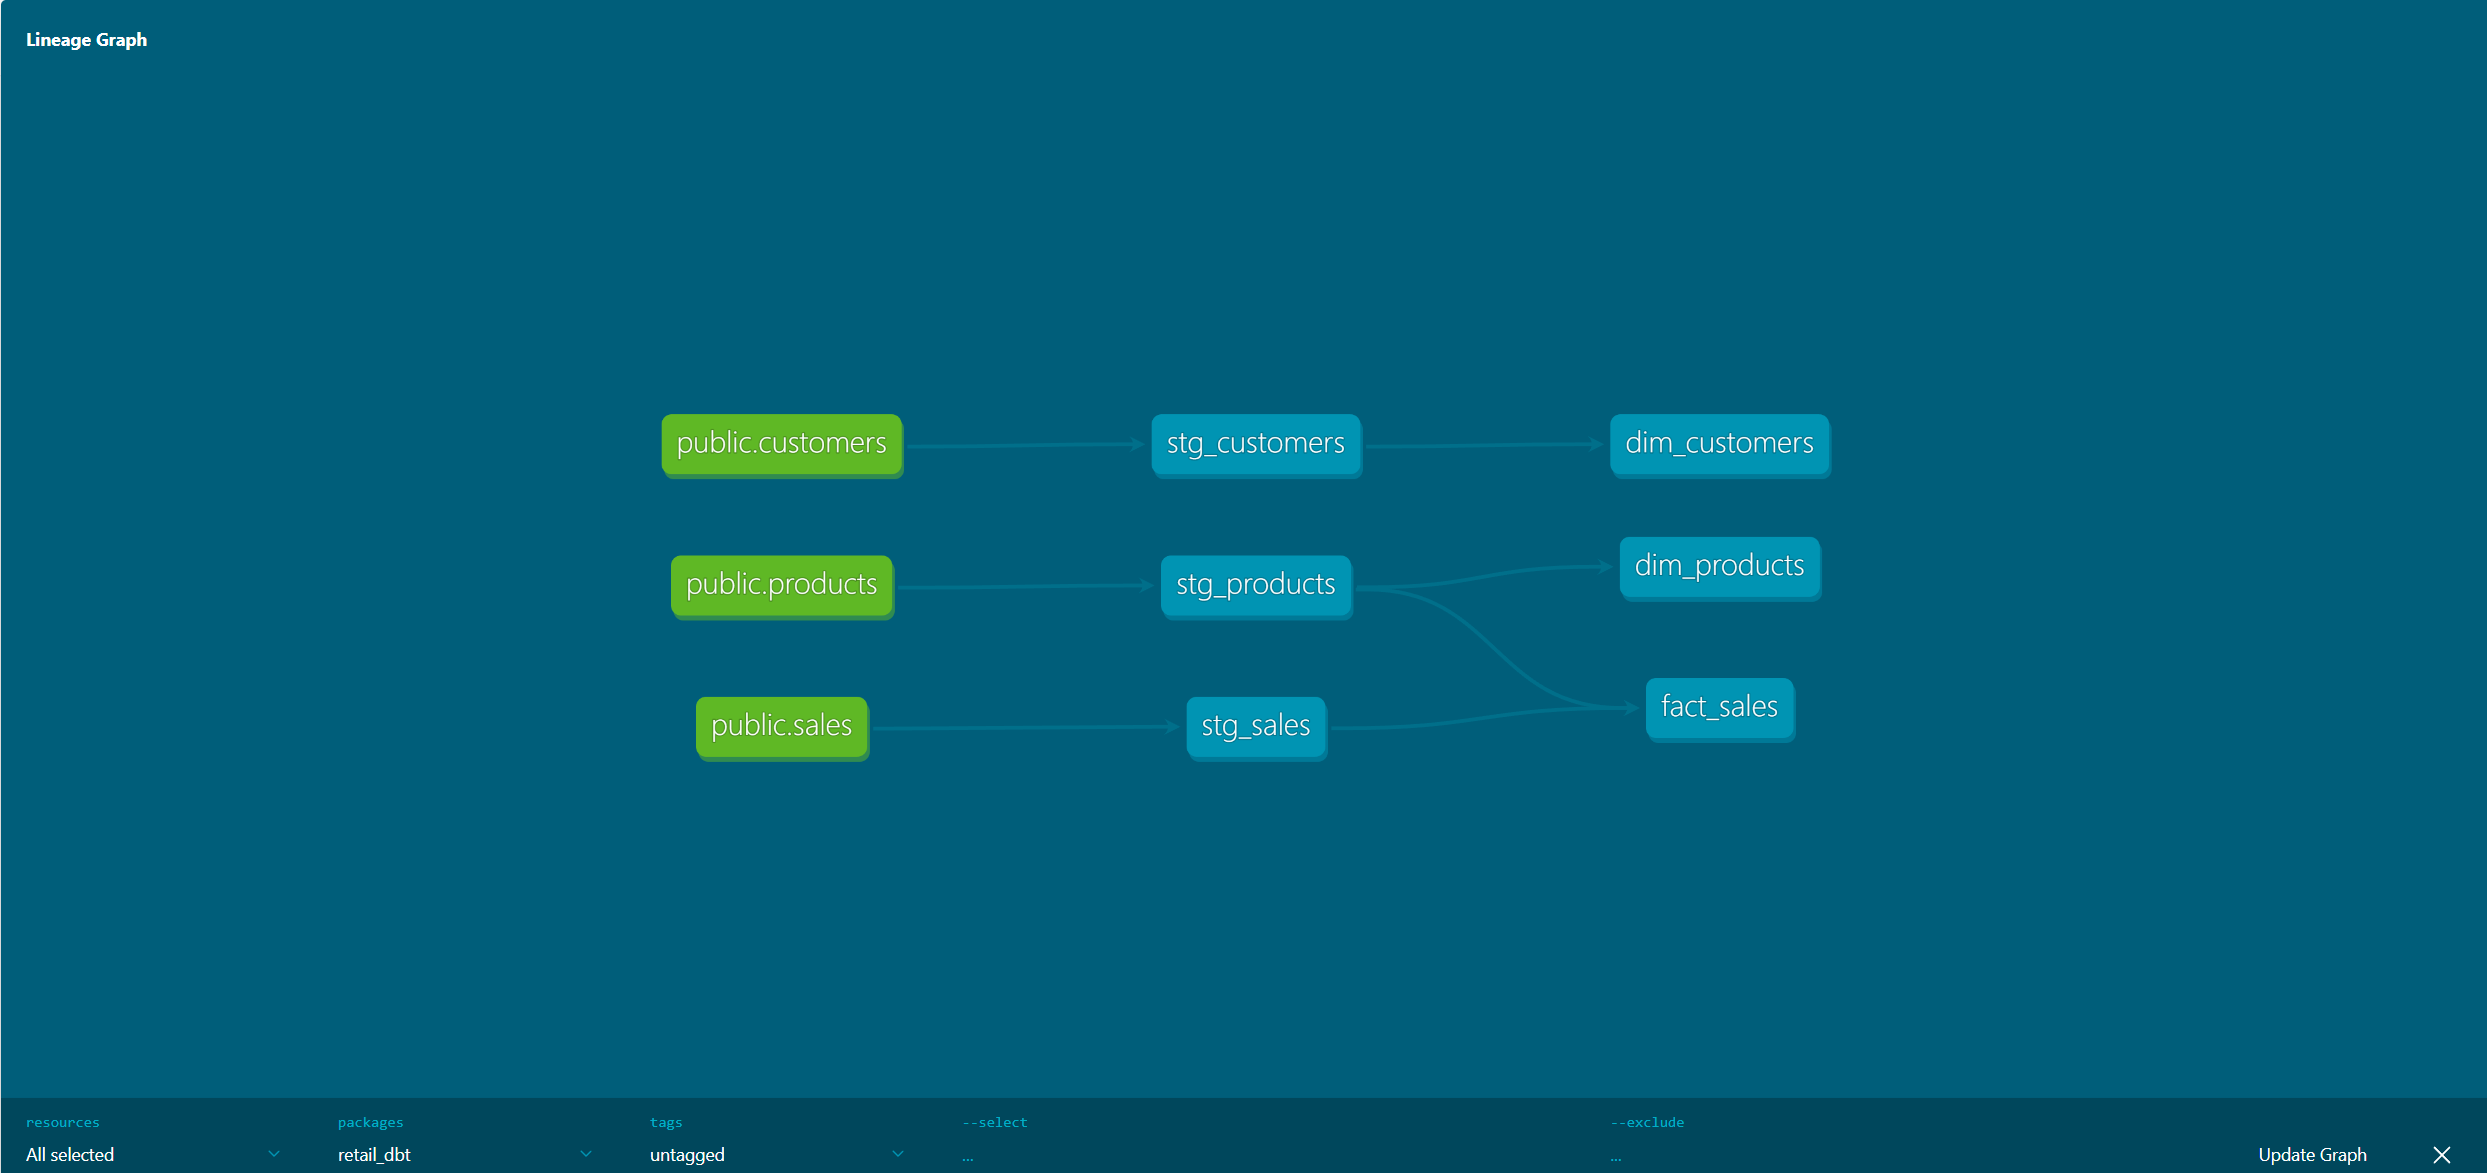 Lineage Graph
public.customers
stg_customers
dim_customers
public.products
stg_products
dim_products
public.sales
stg_sales
fact_sales
resources
packages
tags
--select
--exclude
All selected
retail_dbt
untagged
...
...
Update Graph